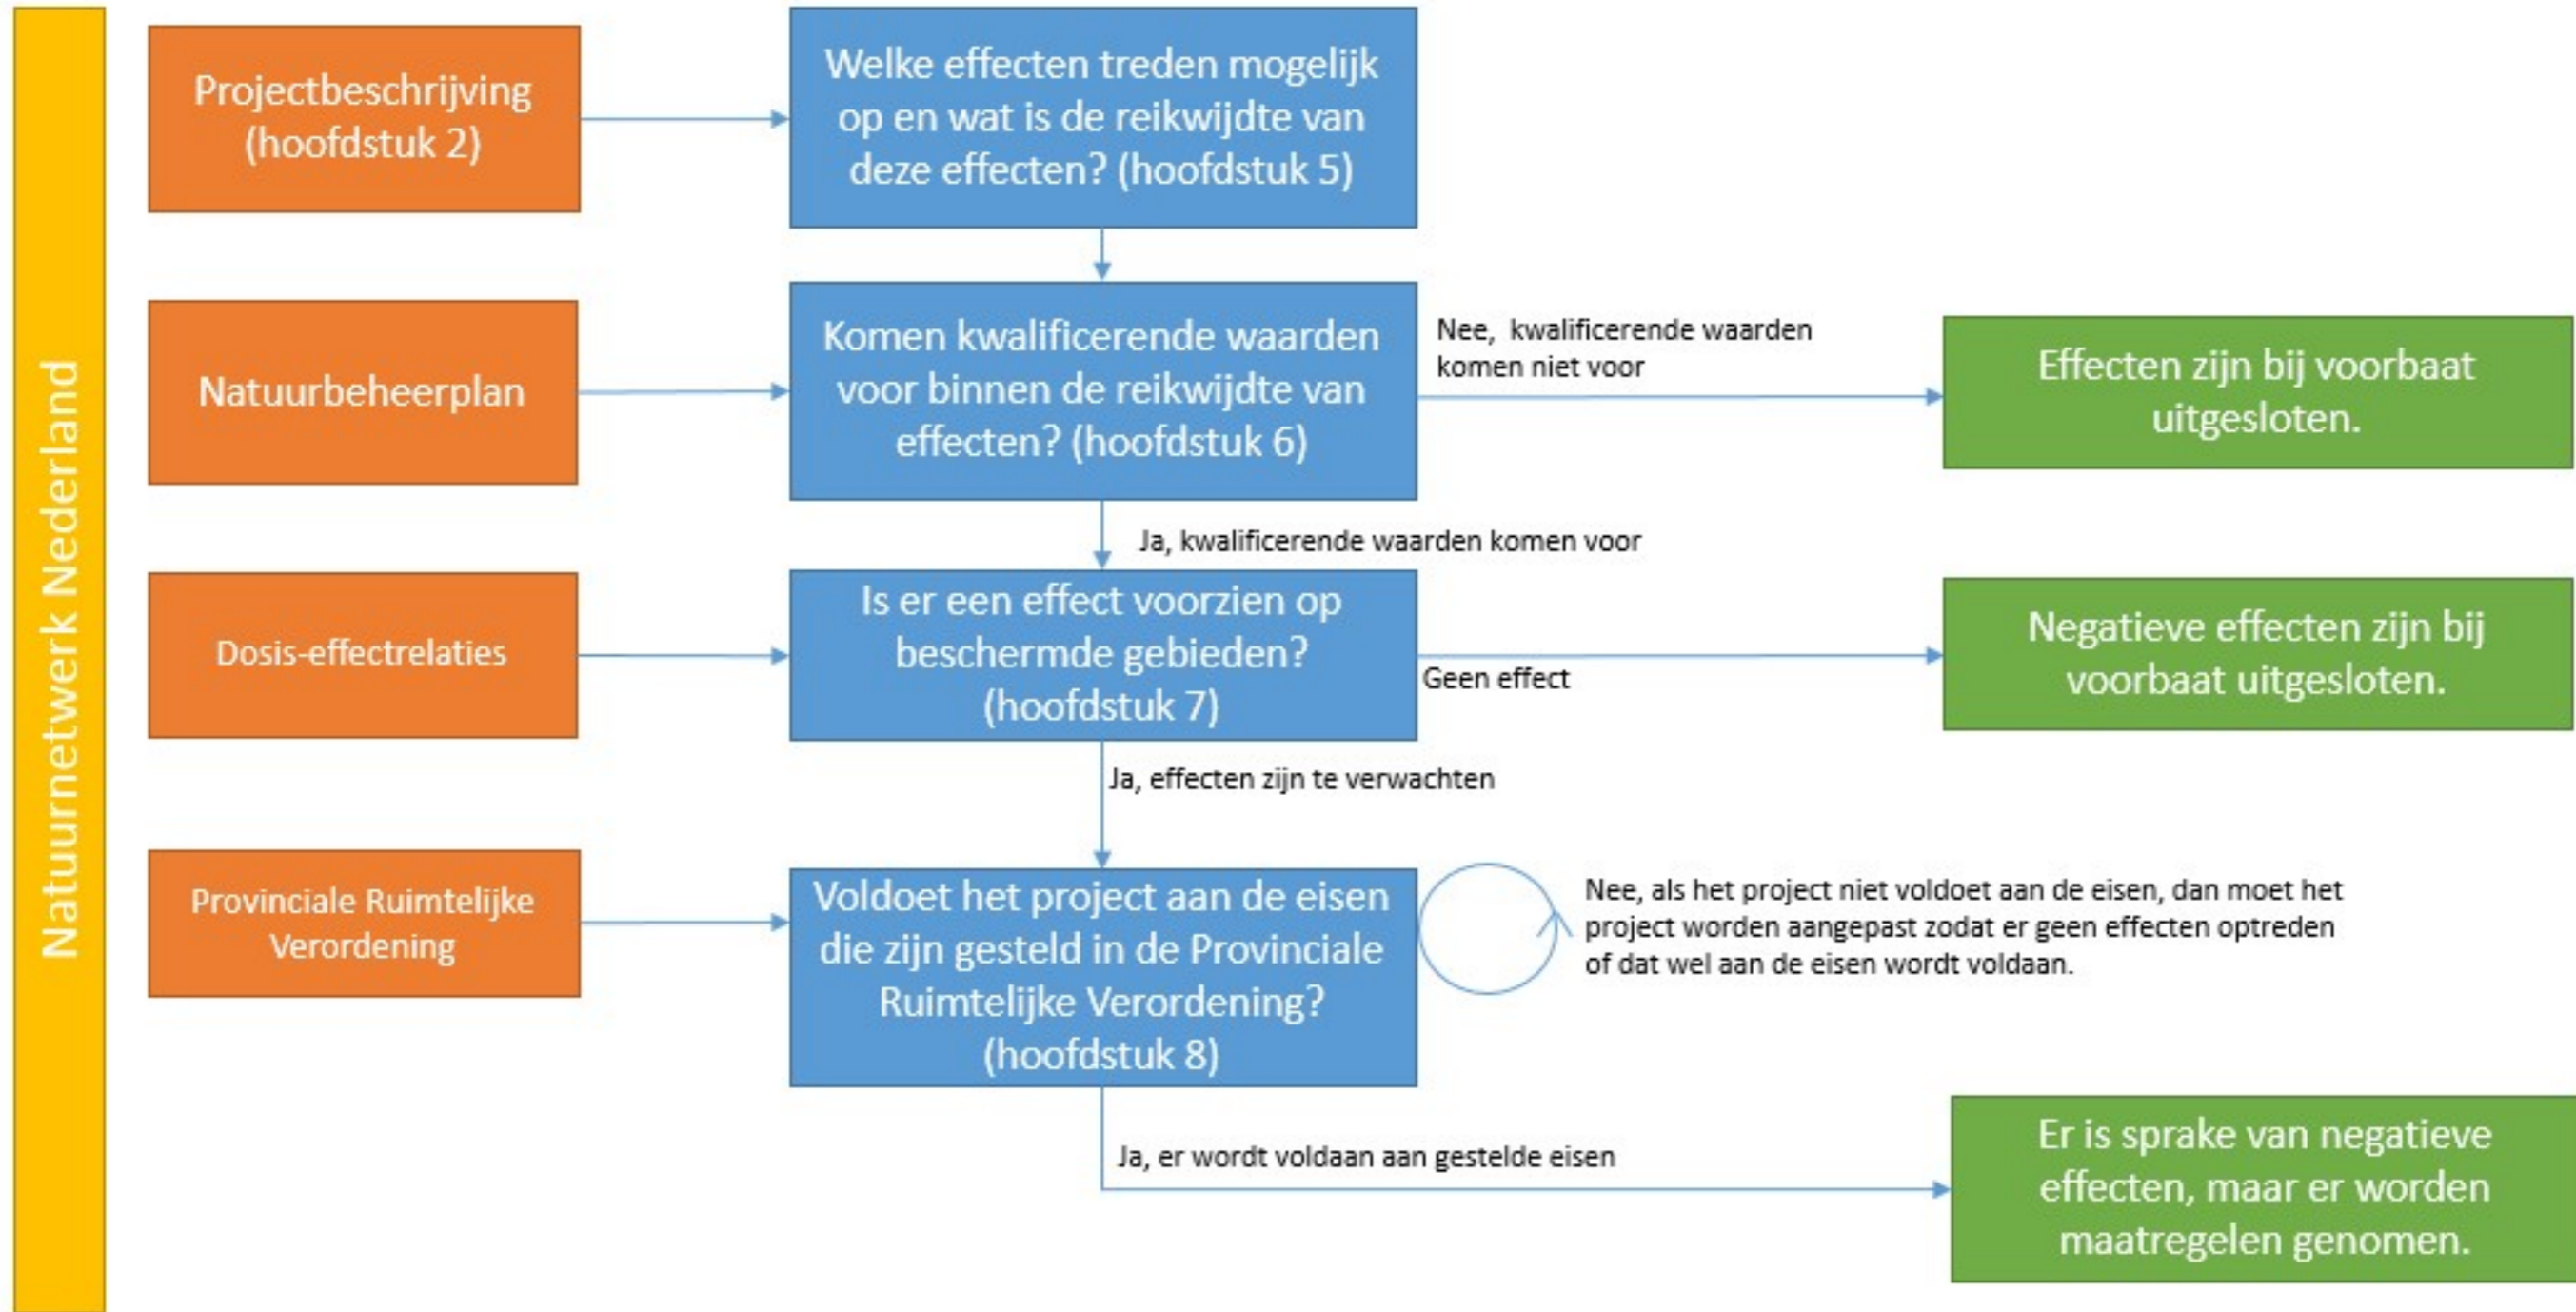 Natuurnetwerk Nederland
Projectbeschrijving
(hoofdstuk 2)
Welke effecten treden mogelijk
op en wat is de reikwijdte van
deze effecten? (hoofdstuk 5)
Natuurbeheerplan
Komen kwalificerende waarden
voor binnen de reikwijdte van
effecten? (hoofdstuk 6)
Nee, kwalificerende waarden
komen niet voor
Effecten zijn bij voorbaat
uitgesloten.
Ja, kwalificerende waarden komen voor
Dosis-effectrelaties
Is er een effect voorzien op
beschermde gebieden?
(hoofdstuk 7)
Geen effect
Negatieve effecten zijn bij
voorbaat uitgesloten.
Ja, effecten zijn te verwachten
Provinciale Ruimtelijke
Verordening
Voldoet het project aan de eisen
die zijn gesteld in de Provinciale
Ruimtelijke Verordening?
(hoofdstuk 8)
Nee, als het project niet voldoet aan de eisen, dan moet het
project worden aangepast zodat er geen effecten optreden
of dat wel aan de eisen wordt voldaan.
Ja, er wordt voldaan aan gestelde eisen
Er is sprake van negatieve
effecten, maar er worden
maatregelen genomen.